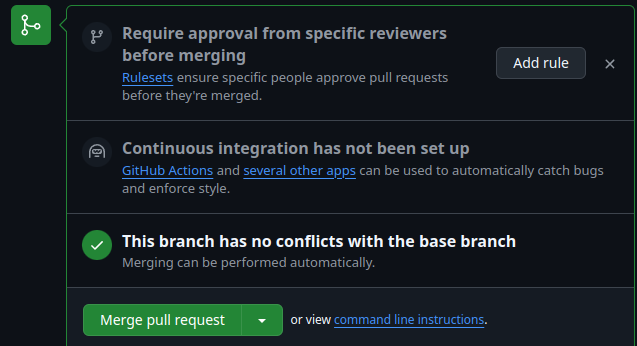 Require approval from specific reviewers
before merging
Rulesets ensure specific people approve pull requests
before they're merged.
Add rule
Continuous integration has not been set up
GitHub Actions and several other apps can be used to automatically catch bugs
and enforce style.
This branch has no conflicts with the base branch
Merging can be performed automatically.
Merge pull request or view command line instructions.